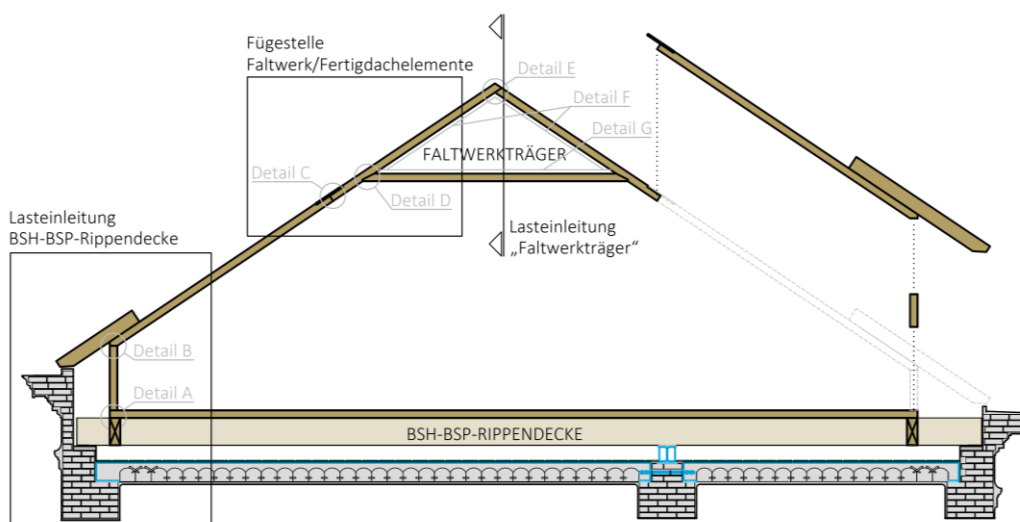 Fügestelle
Faltwerk/Fertigdachelemente
Detail E
Detail F
Detail G
FALTWERKTRÄGER
Detail C
Detail D
Lasteinleitung
BSH-BSP-Rippendecke
Lasteinleitung
„Faltwerkträger“
Detail B
Detail A
BSH-BSP-RIPPENDECKE